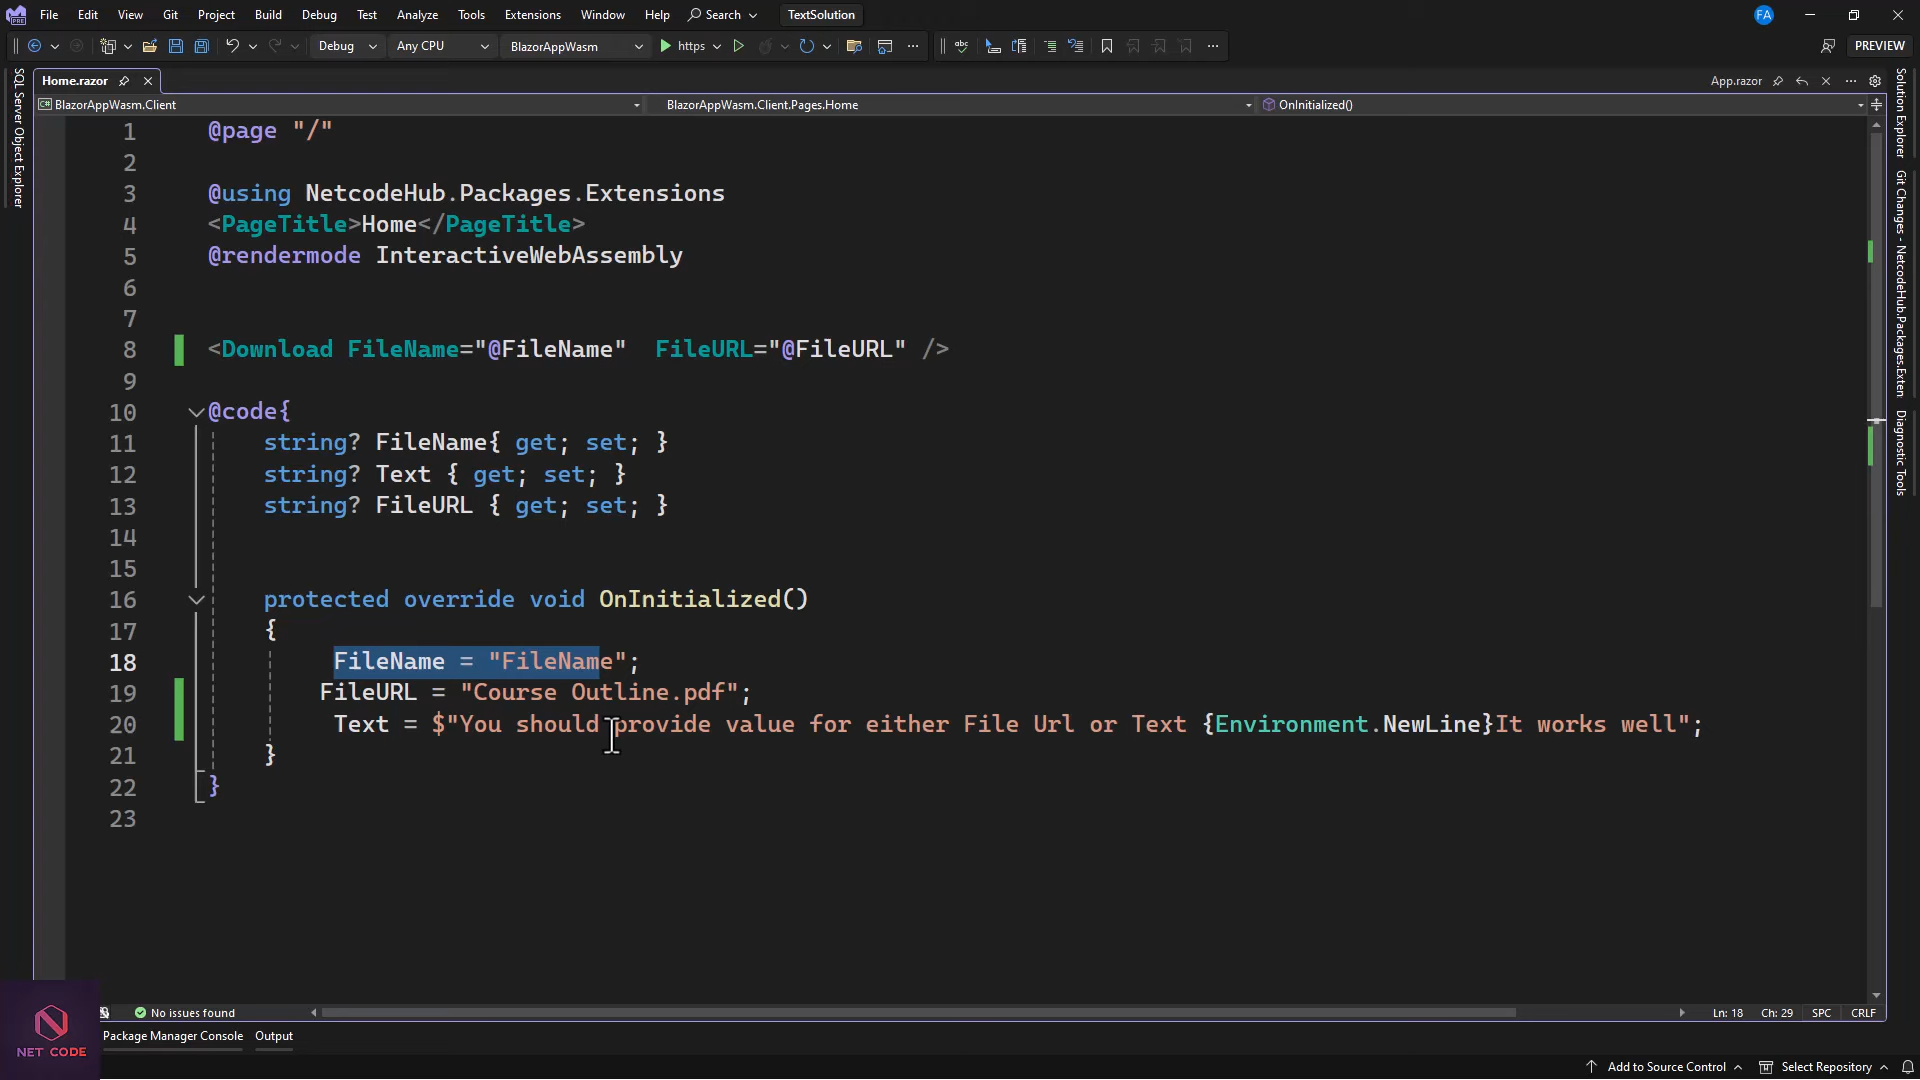 File Edit View Git Project Build Debug Test Analyze Tools Extensions Window Help Search TextSolution FA
Debug Any CPU BlazorAppWasm https PREVIEW
Home.razor App.razor
BlazorAppWasm.Client BlazorAppWasm.Client.Pages.Home OnInitialized()
SQL Server Object Explorer
1 @page "/"
2
3 @using NetcodeHub.Packages.Extensions
4 <PageTitle>Home</PageTitle>
5 @rendermode InteractiveWebAssembly
6
7
8 <Download FileName="@FileName"  FileURL="@FileURL" />
9
10 @code{
11 string? FileName{ get; set; }
12 string? Text { get; set; }
13 string? FileURL { get; set; }
14
15
16 protected override void OnInitialized()
17 {
18 FileName = "FileName";
19 FileURL = "Course Outline.pdf";
20 Text = $"You should provide value for either File Url or Text {Environment.NewLine}It works well";
21 }
22 }
23
Solution Explorer
Git Changes - NetcodeHub.Packages.Exten
Diagnostic Tools
No issues found Ln: 18 Ch: 29 SPC CRLF
Package Manager Console Output
NET CODE
Add to Source Control Select Repository